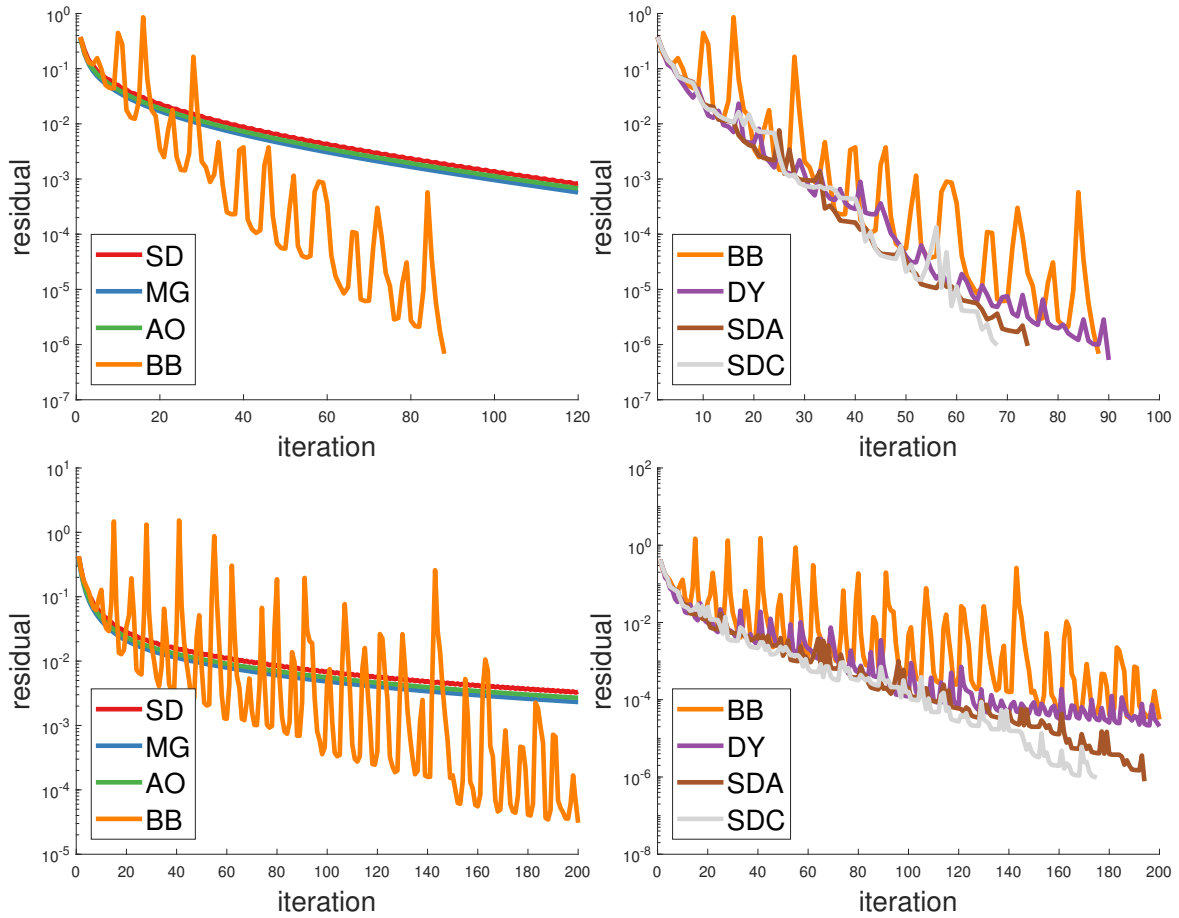 10^0
10^-1
10^-2
10^-3
10^-4
10^-5
10^-6
10^-7
residual
SD
MG
AO
BB
0 20 40 60 80 100 120
iteration
10^0
10^-1
10^-2
10^-3
10^-4
10^-5
10^-6
10^-7
residual
BB
DY
SDA
SDC
10 20 30 40 50 60 70 80 90 100
iteration
10^1
10^0
10^-1
10^-2
10^-3
10^-4
10^-5
residual
SD
MG
AO
BB
0 20 40 60 80 100 120 140 160 180 200
iteration
10^2
10^0
10^-2
10^-4
10^-6
10^-8
residual
BB
DY
SDA
SDC
0 20 40 60 80 100 120 140 160 180 200
iteration